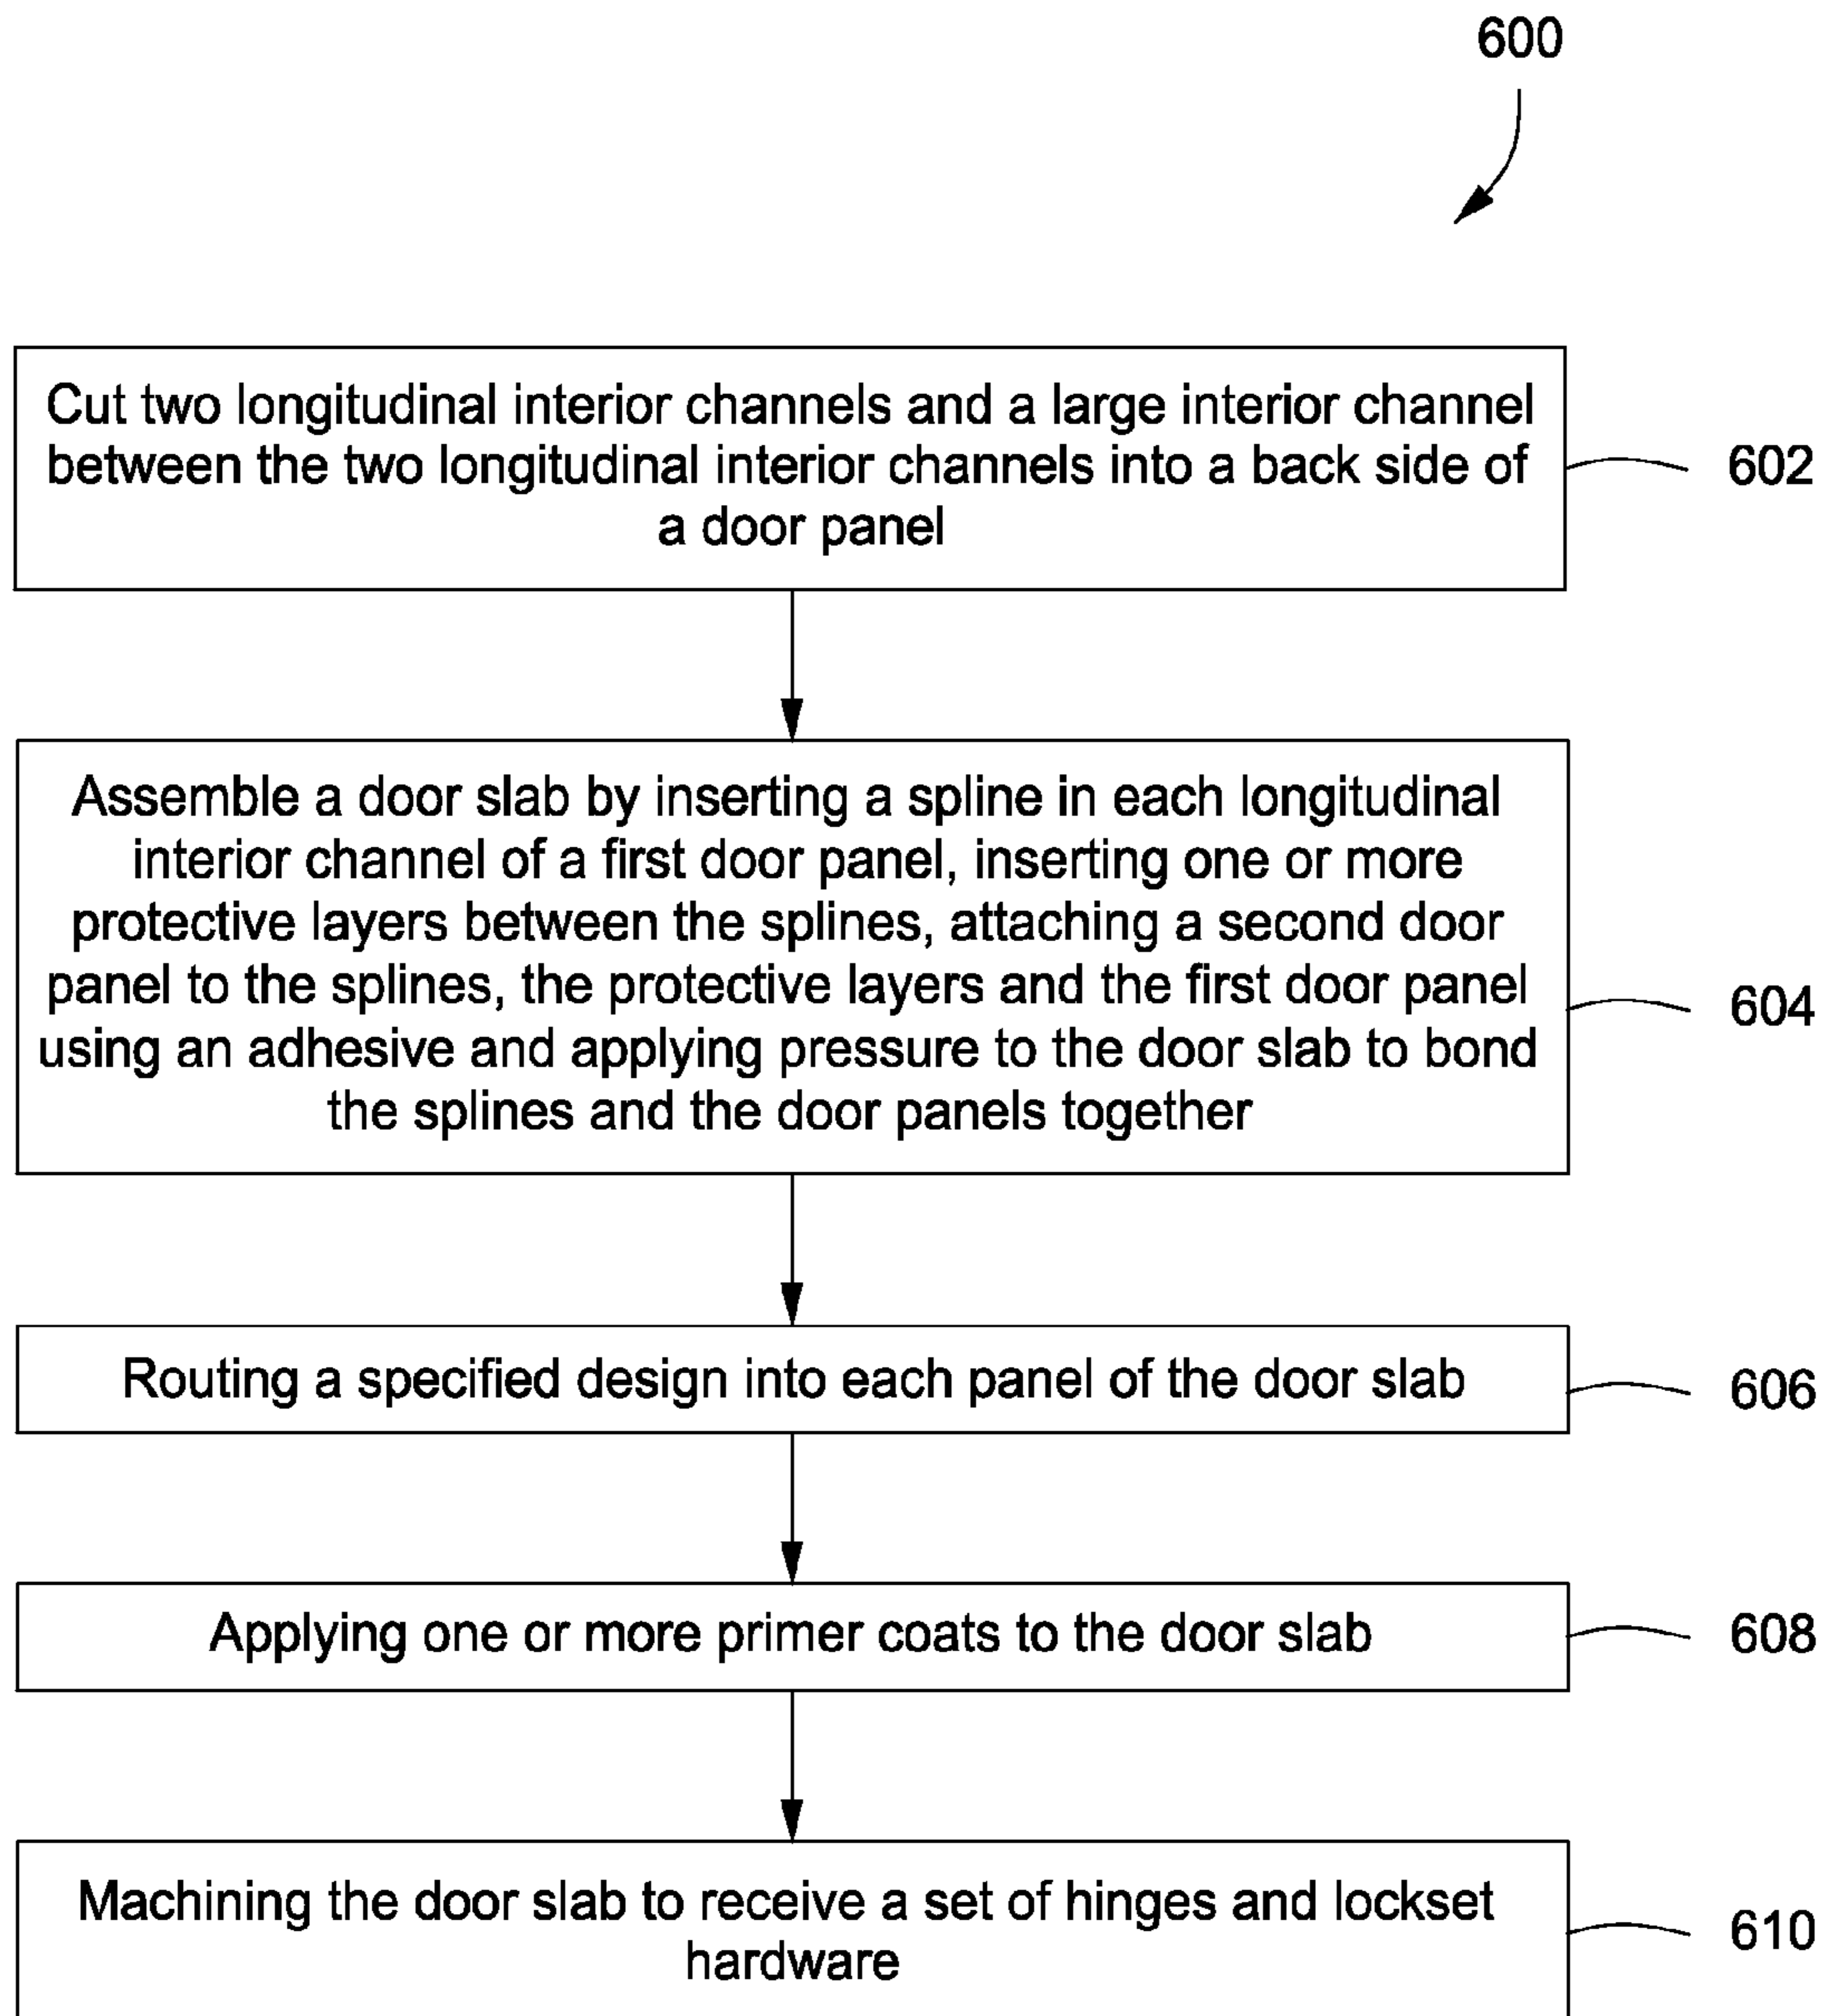 600
Cut two longitudinal interior channels and a large interior channel
between the two longitudinal interior channels into a back side of
a door panel
602
Assemble a door slab by inserting a spline in each longitudinal
interior channel of a first door panel, inserting one or more
protective layers between the splines, attaching a second door
panel to the splines, the protective layers and the first door panel
using an adhesive and applying pressure to the door slab to bond
the splines and the door panels together
604
Routing a specified design into each panel of the door slab
606
Applying one or more primer coats to the door slab
608
Machining the door slab to receive a set of hinges and lockset
hardware
610